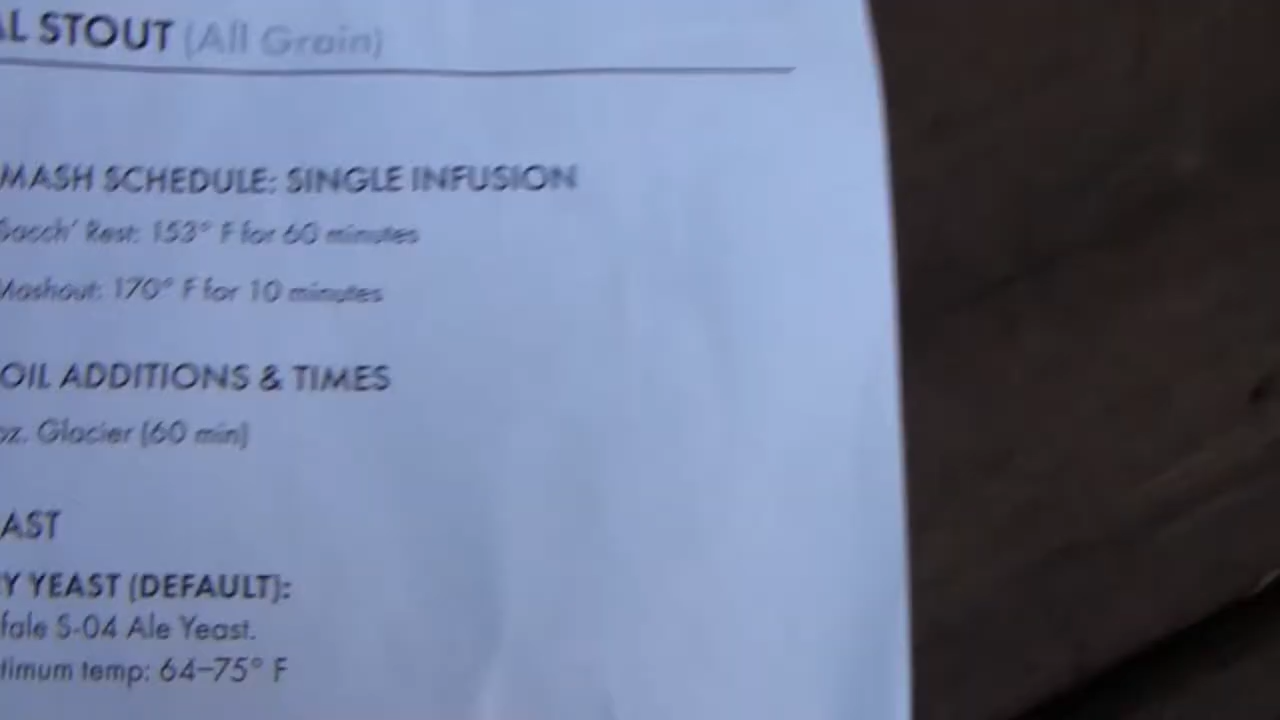 AL STOUT (All Grain)
MASH SCHEDULE: SINGLE INFUSION
Sacch' Rest: 153° F for 60 minutes
Mashout: 170° F for 10 minutes
OIL ADDITIONS & TIMES
oz. Glacier (60 min)
AST
Y YEAST (DEFAULT):
fale S-04 Ale Yeast.
timum temp: 64–75° F